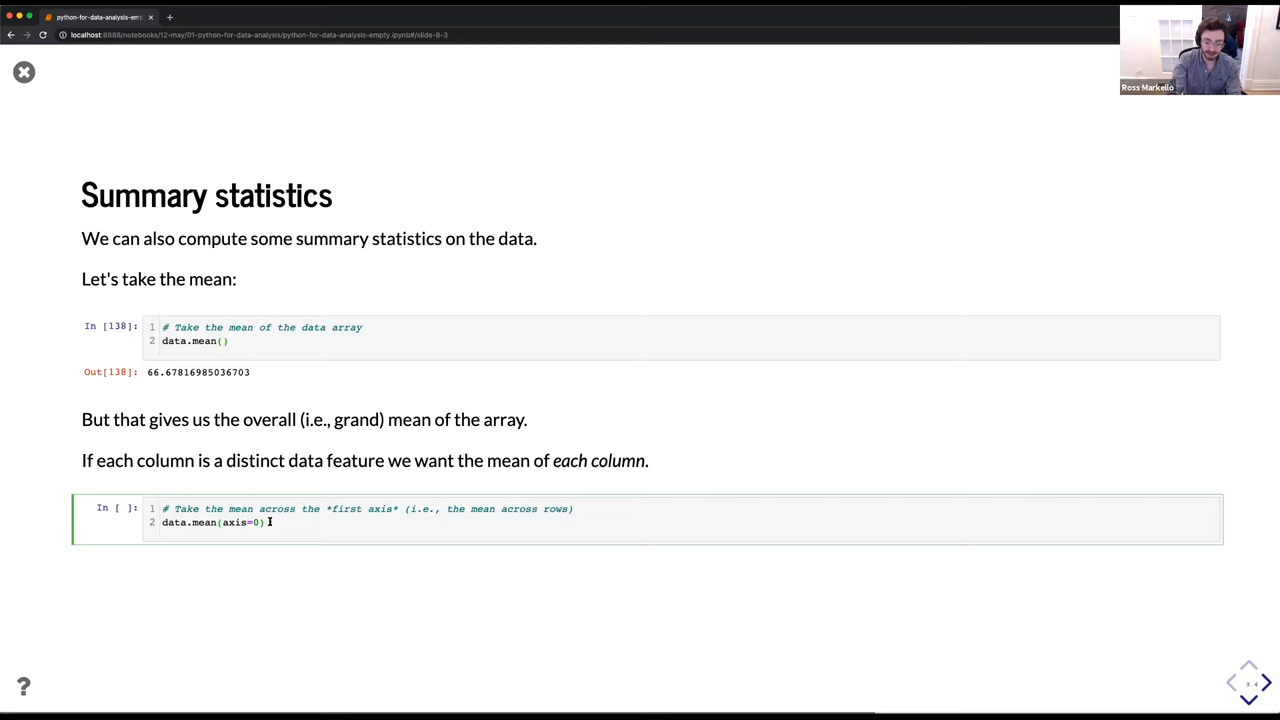 python-for-data-analysis-emp
localhost:8888/notebooks/12-may/01-python-for-data-analysis/python-for-data-analysis-empty.ipynb#/slide-8-3
Ross Markello
Summary statistics
We can also compute some summary statistics on the data.
Let's take the mean:
In [138]:
1 # Take the mean of the data array
2 data.mean()
Out[138]: 66.67816985036703
But that gives us the overall (i.e., grand) mean of the array.
If each column is a distinct data feature we want the mean of each column.
In [ ]:
1 # Take the mean across the *first axis* (i.e., the mean across rows)
2 data.mean(axis=0)
?
9.4